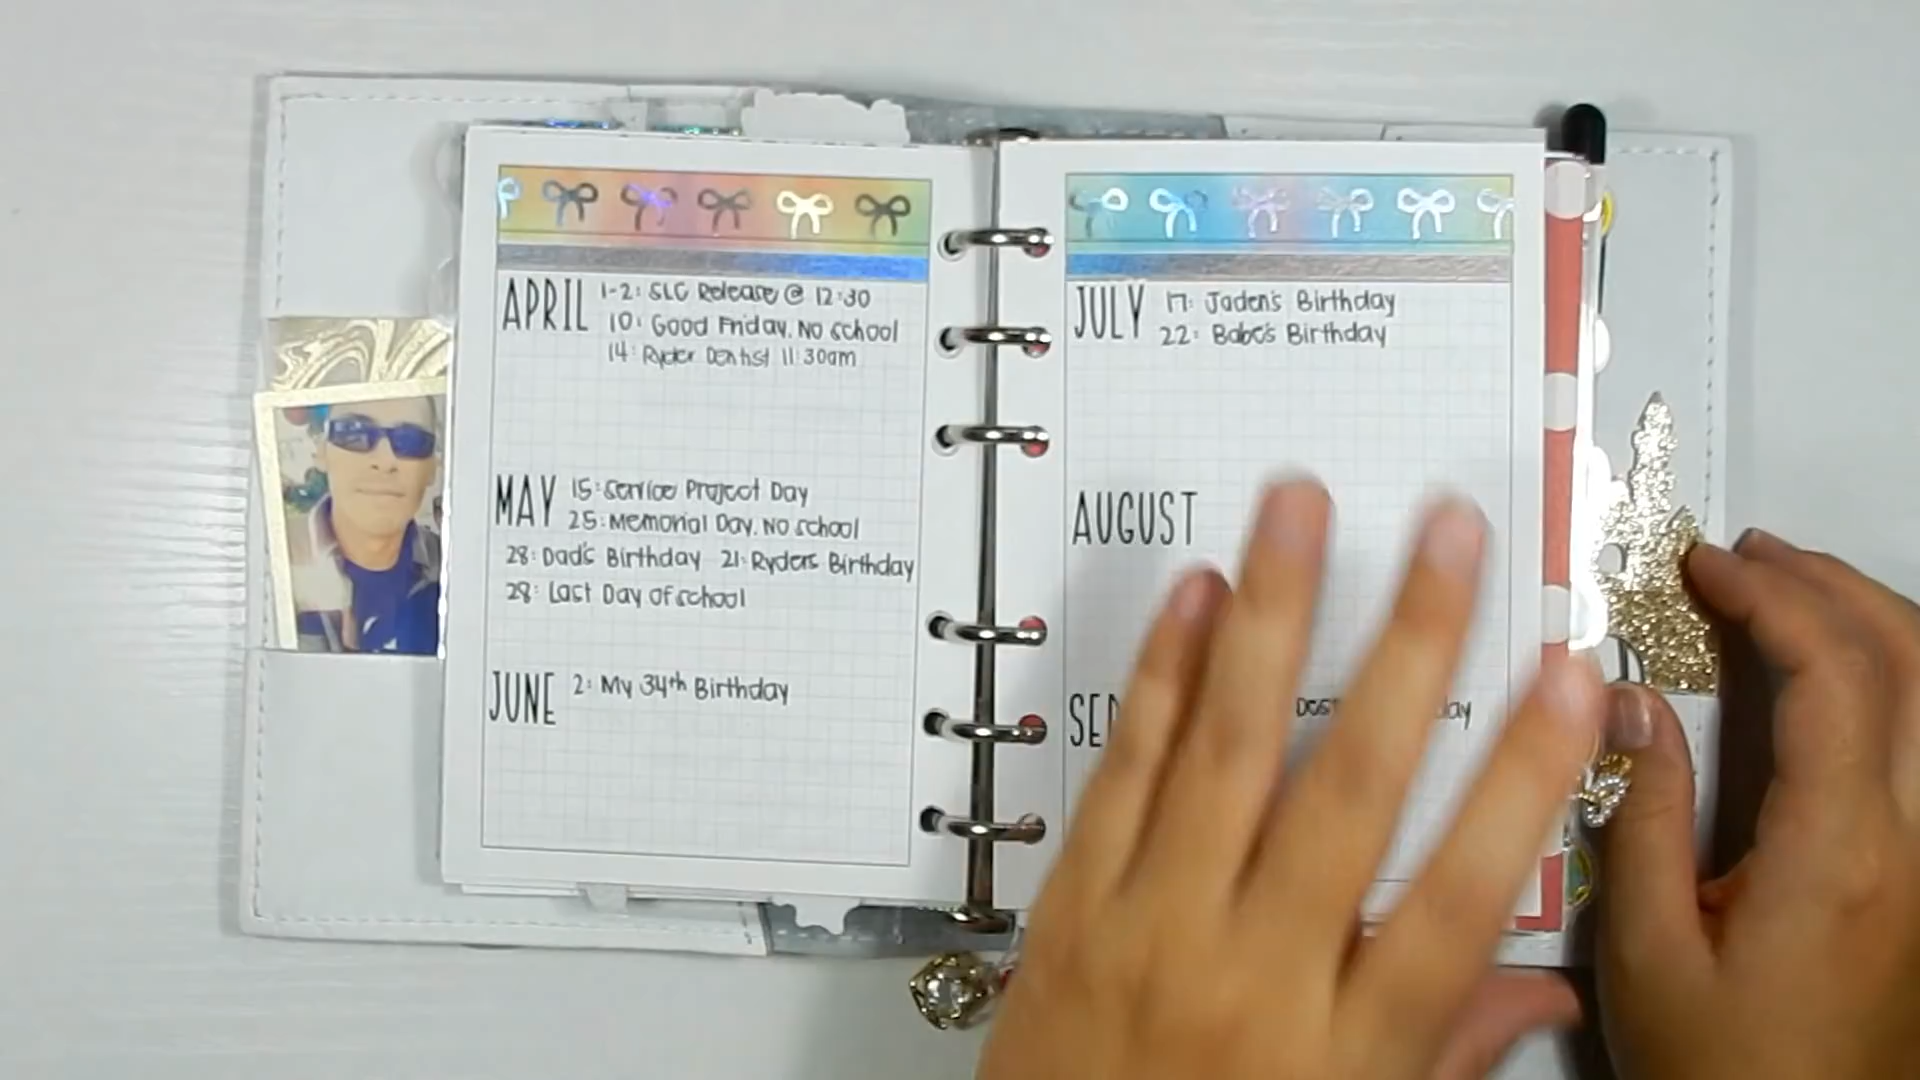 APRIL 1-2: SLC Release @ 12:30
10: Good Friday. No school
14: Ryder Dentist 11:30am
MAY 15: Service Project Day
25: Memorial Day. No school
28: Dad's Birthday 21: Ryders Birthday
28: Last Day of school
JUNE 2: My 34th Birthday
JULY 17: Jaden's Birthday
22: Babe's Birthday
AUGUST